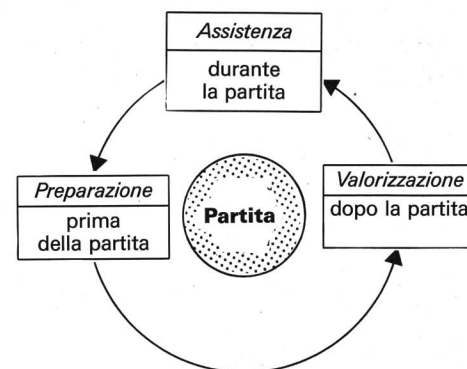 Assistenza
durante
la partita
Preparazione
prima
della partita
Partita
Valorizzazione
dopo la partita